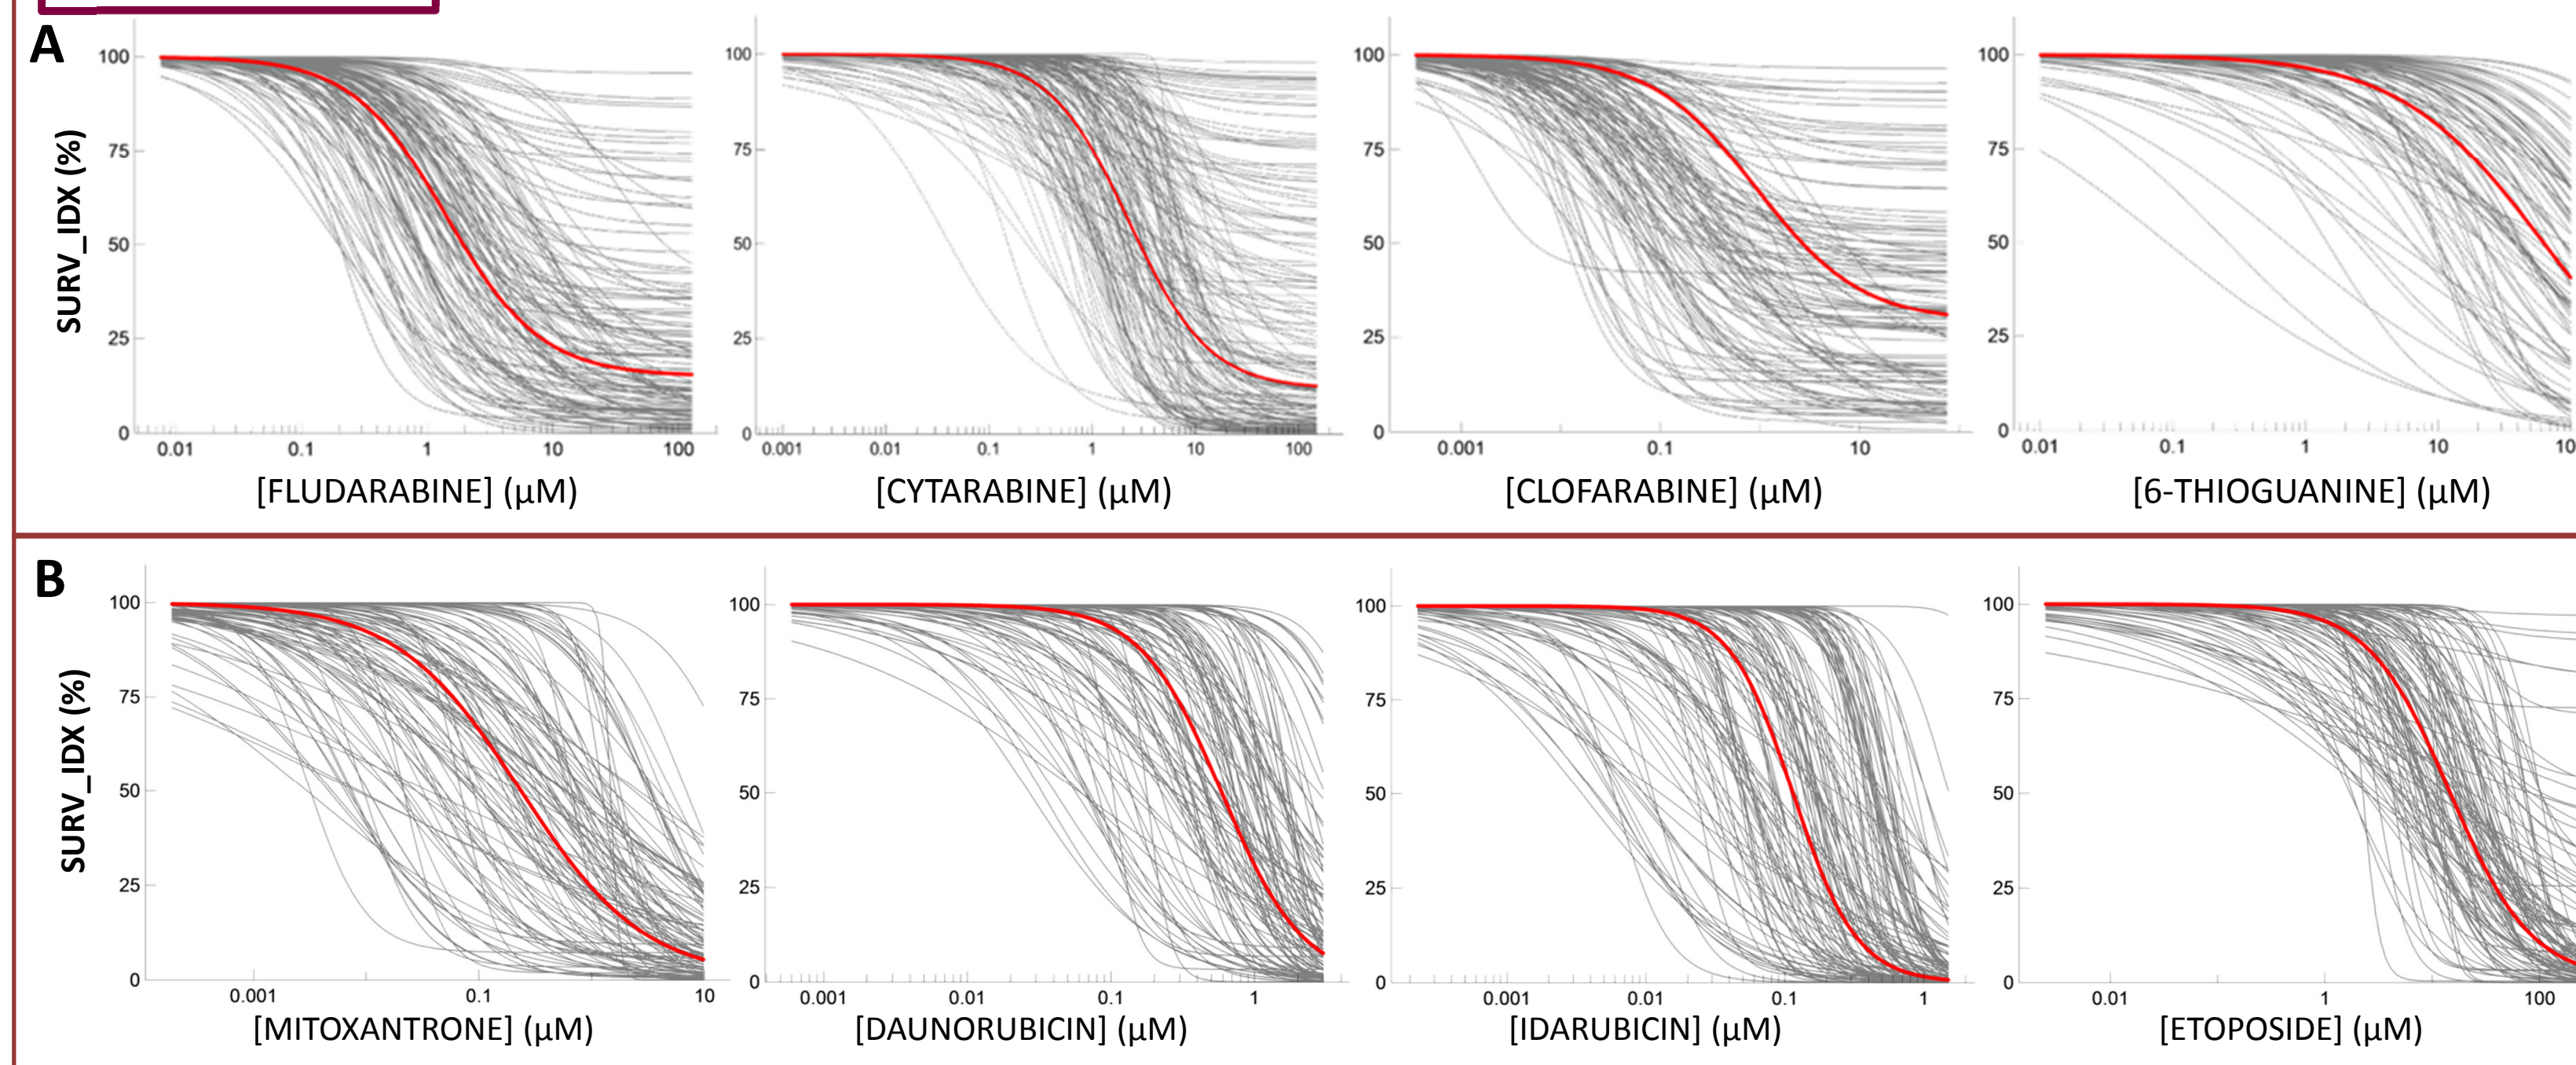 A
SURV_IDX (%)
100
75
50
25
0
0.01 0.1 1 10 100
[FLUDARABINE] (µM)
100
75
50
25
0
0.001 0.01 0.1 1 10 100
[CYTARABINE] (µM)
100
75
50
25
0
0.001 0.1 10
[CLOFARABINE] (µM)
100
75
50
25
0
0.01 0.1 1 10 10
[6-THIOGUANINE] (µM)
B
SURV_IDX (%)
100
75
50
25
0
0.001 0.1 10
[MITOXANTRONE] (µM)
100
75
50
25
0
0.001 0.01 0.1 1
[DAUNORUBICIN] (µM)
100
75
50
25
0
0.001 0.01 0.1 1
[IDARUBICIN] (µM)
100
75
50
25
0
0.01 1 100
[ETOPOSIDE] (µM)